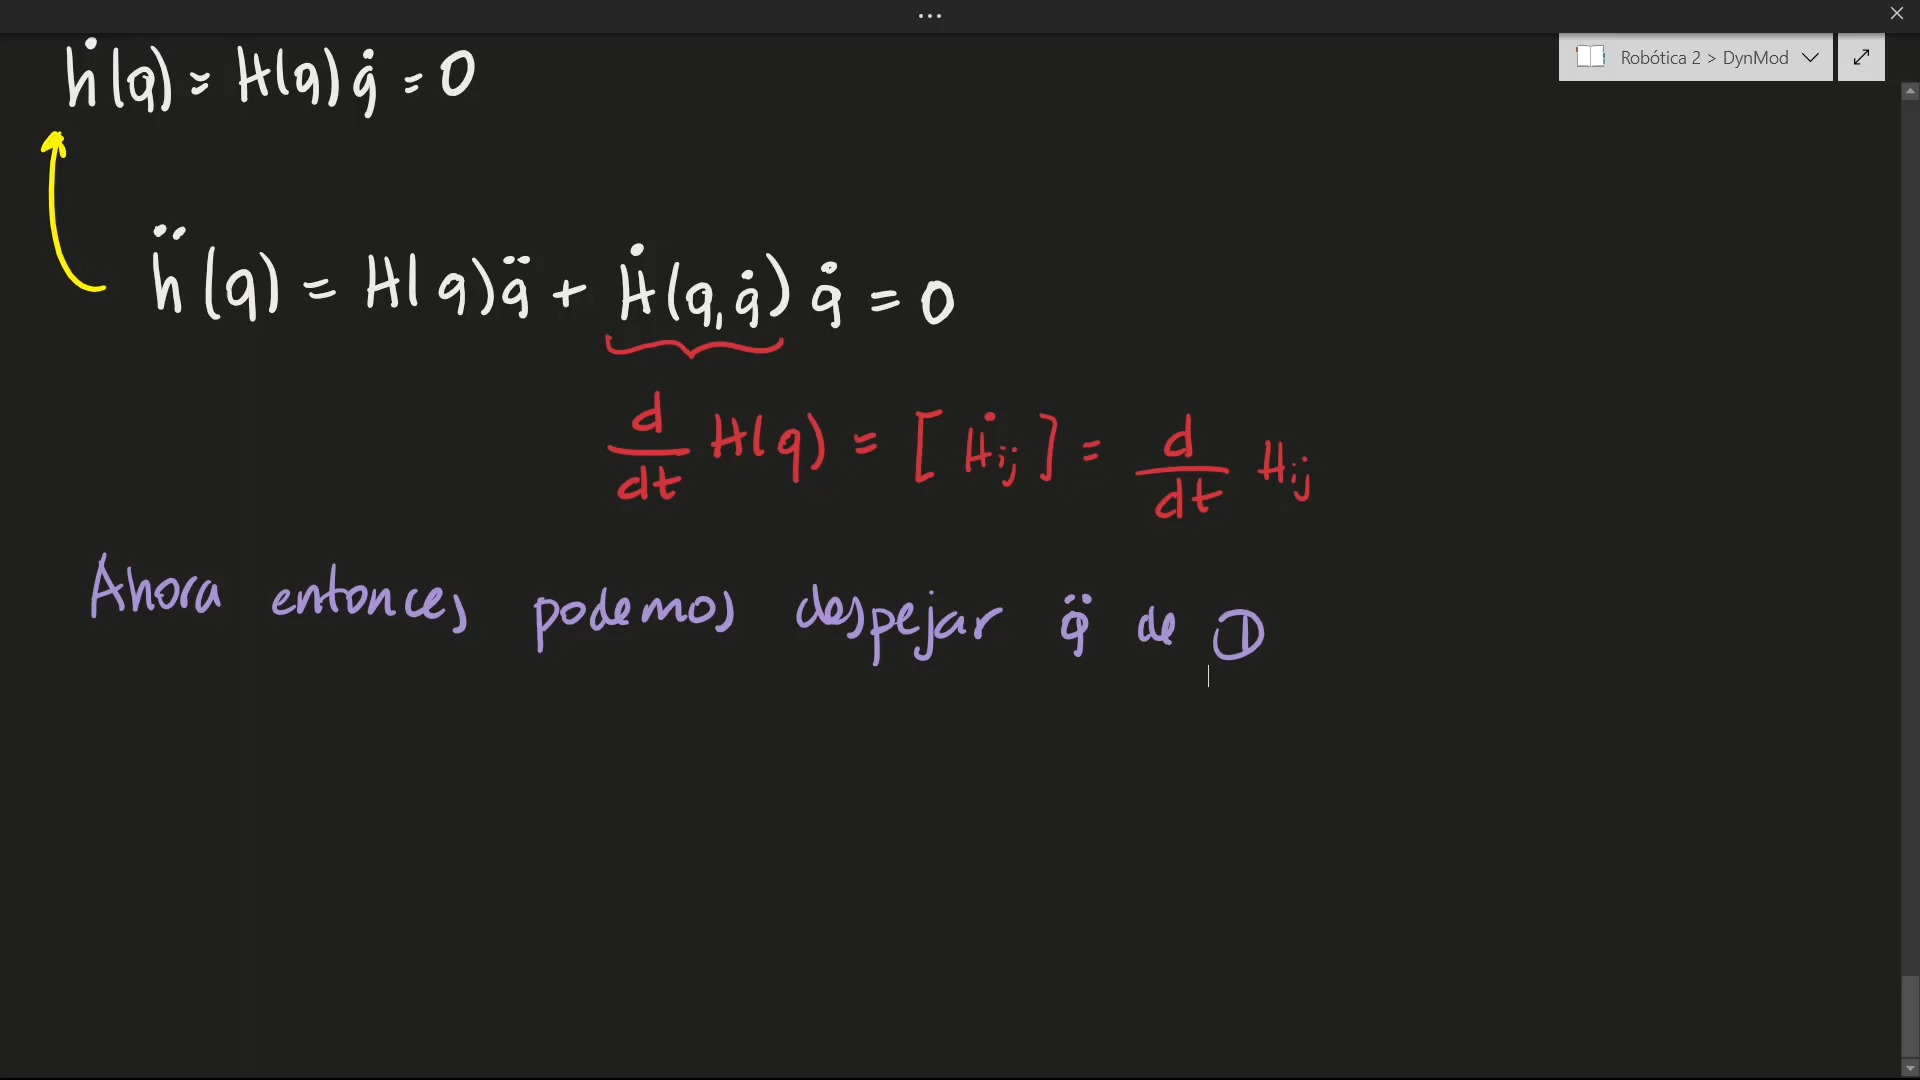 Robótica 2 > DynMod
ḣ(q) = H(q) q̇ = 0
ḧ(q) = H(q) q̈ + Ḣ(q, q̇) q̇ = 0
d/dt H(q) = [Ḣij] = d/dt Hij
Ahora entonces podemos despejar q̈ de ①